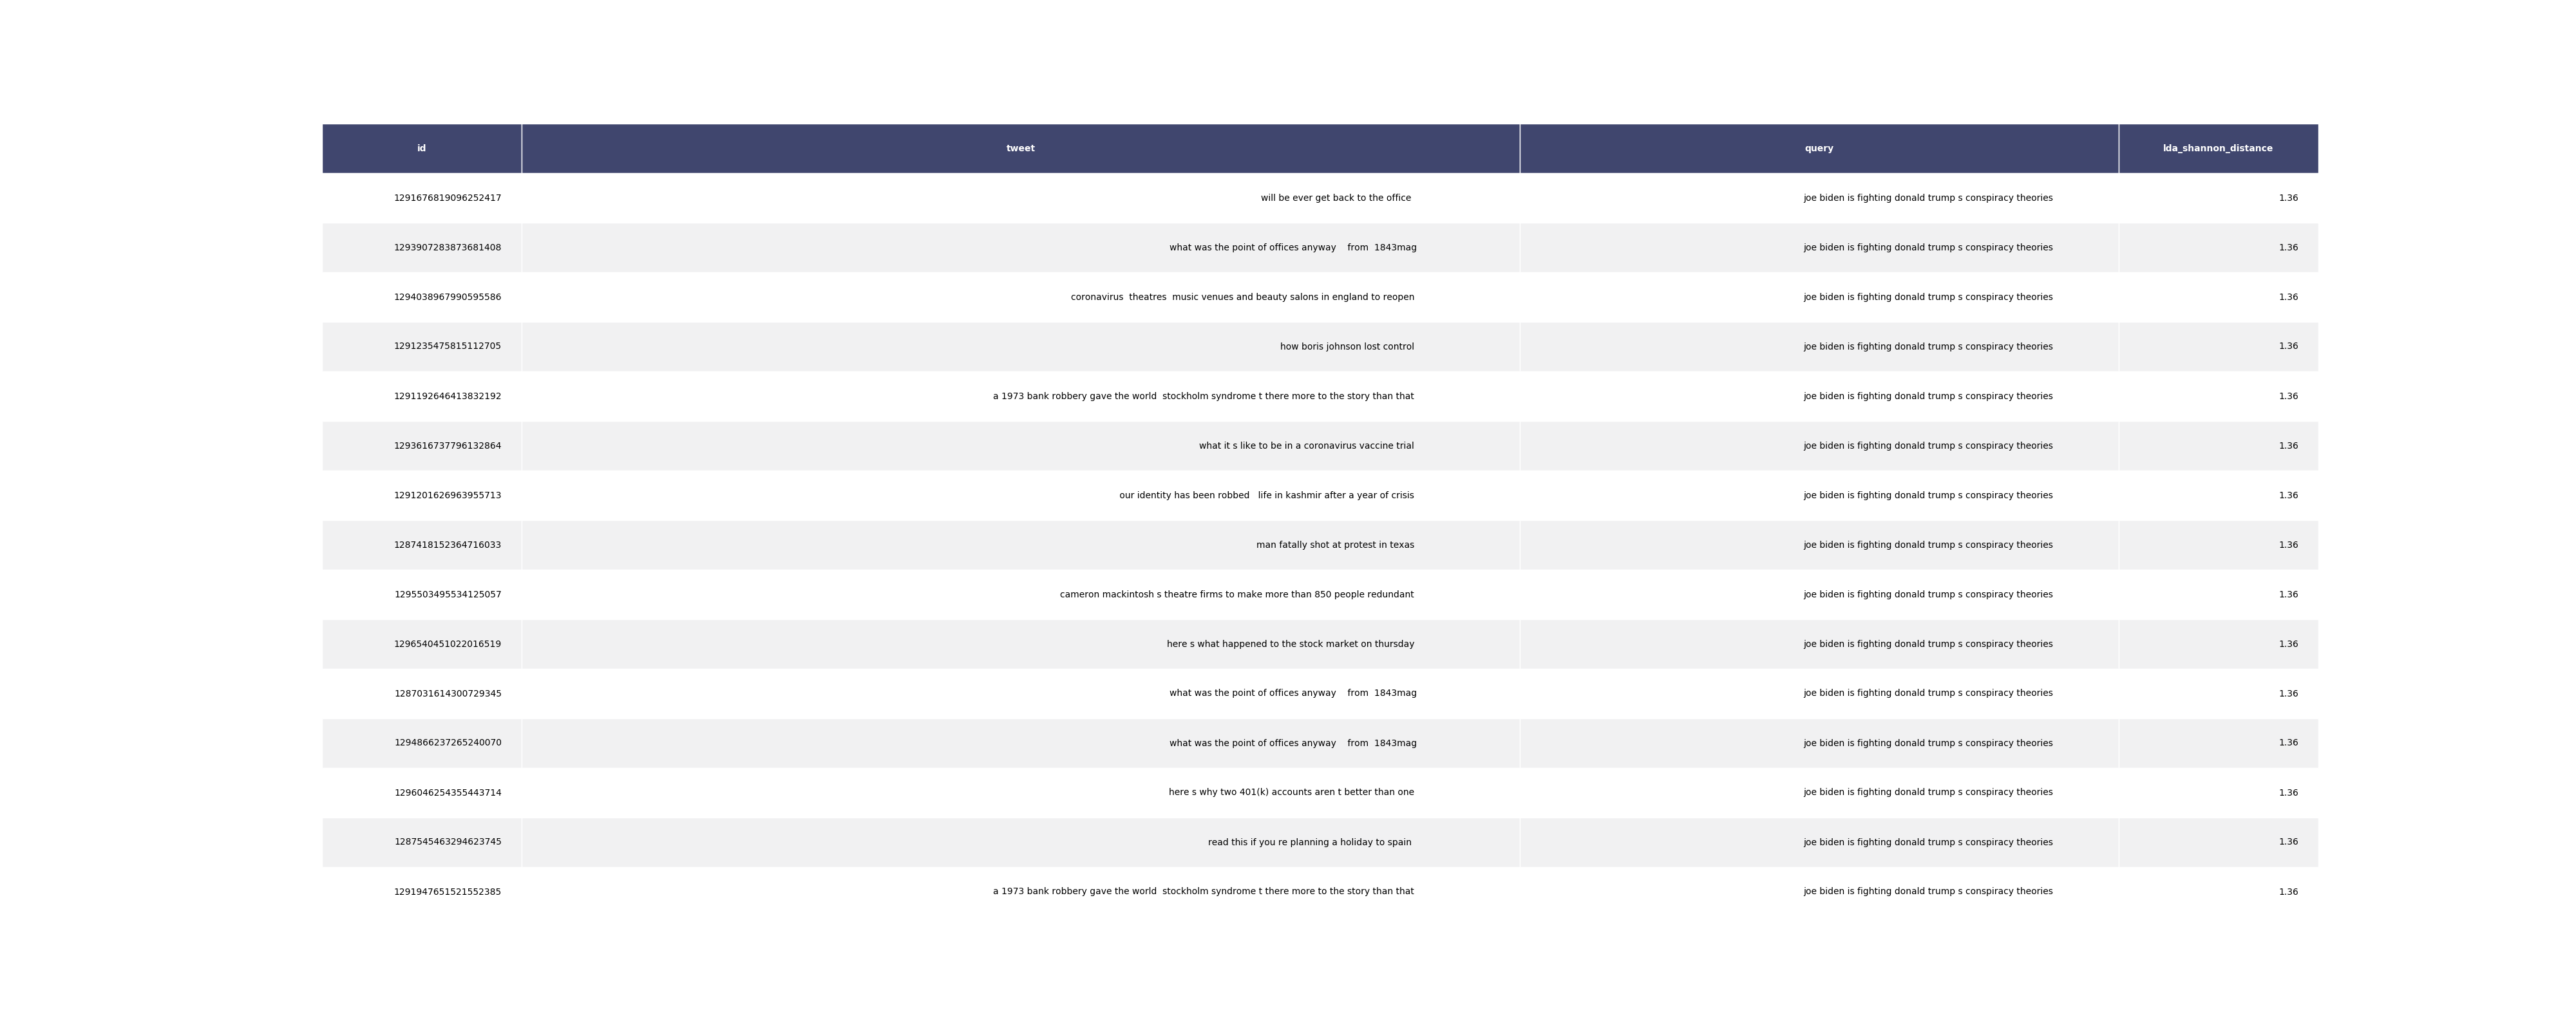 id tweet query lda_shannon_distance
1291676819096252417 will be ever get back to the office joe biden is fighting donald trump s conspiracy theories 1.36
1293907283873681408 what was the point of offices anyway from 1843mag joe biden is fighting donald trump s conspiracy theories 1.36
1294038967990595586 coronavirus theatres music venues and beauty salons in england to reopen joe biden is fighting donald trump s conspiracy theories 1.36
1291235475815112705 how boris johnson lost control joe biden is fighting donald trump s conspiracy theories 1.36
1291192646413832192 a 1973 bank robbery gave the world stockholm syndrome t there more to the story than that joe biden is fighting donald trump s conspiracy theories 1.36
1293616737796132864 what it s like to be in a coronavirus vaccine trial joe biden is fighting donald trump s conspiracy theories 1.36
1291201626963955713 our identity has been robbed life in kashmir after a year of crisis joe biden is fighting donald trump s conspiracy theories 1.36
1287418152364716033 man fatally shot at protest in texas joe biden is fighting donald trump s conspiracy theories 1.36
1295503495534125057 cameron mackintosh s theatre firms to make more than 850 people redundant joe biden is fighting donald trump s conspiracy theories 1.36
1296540451022016519 here s what happened to the stock market on thursday joe biden is fighting donald trump s conspiracy theories 1.36
1287031614300729345 what was the point of offices anyway from 1843mag joe biden is fighting donald trump s conspiracy theories 1.36
1294866237265240070 what was the point of offices anyway from 1843mag joe biden is fighting donald trump s conspiracy theories 1.36
1296046254355443714 here s why two 401(k) accounts aren t better than one joe biden is fighting donald trump s conspiracy theories 1.36
1287545463294623745 read this if you re planning a holiday to spain joe biden is fighting donald trump s conspiracy theories 1.36
1291947651521552385 a 1973 bank robbery gave the world stockholm syndrome t there more to the story than that joe biden is fighting donald trump s conspiracy theories 1.36